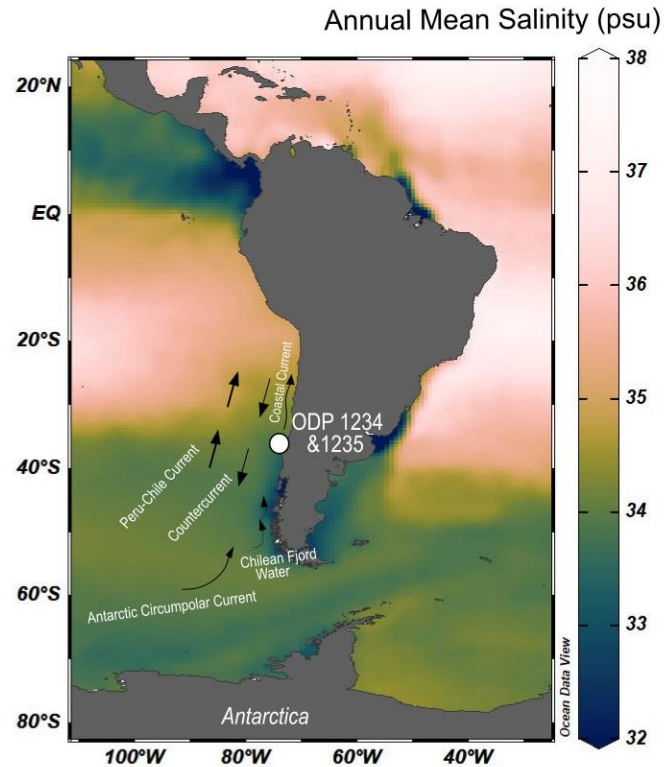 Annual Mean Salinity (psu)
20°N
EQ
20°S
40°S
60°S
80°S
100°W
80°W
60°W
40°W
38
37
36
35
34
33
32
Coastal Current
ODP 1234
&1235
Peru-Chile Current
Countercurrent
Chilean Fjord
Water
Antarctic Circumpolar Current
Antarctica
Ocean Data View